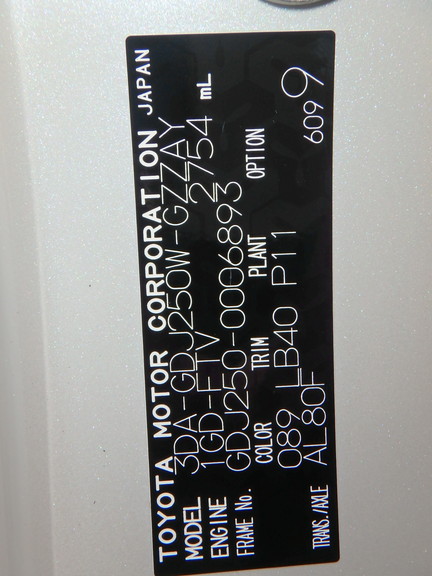 TOYOTA MOTOR CORPORATION JAPAN
MODEL 3DA-GDJ250W-GZZAY
ENGINE 1GD-FTV 2754 mL
FRAME No. GDJ250-0006893
COLOR TRIM PLANT OPTION
089 LB40 P11
TRANS./AXLE AL80F 609 9